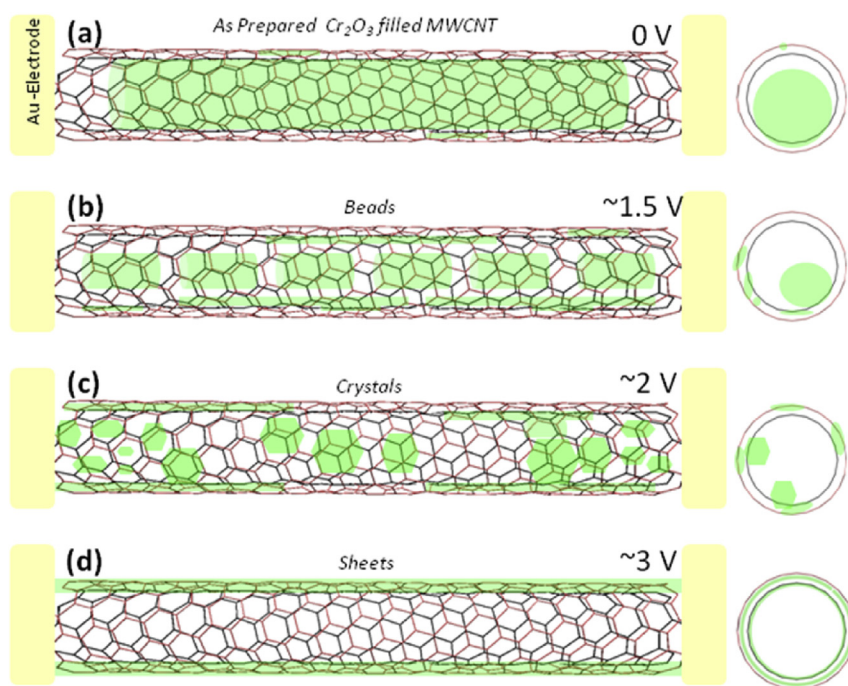 (a) As Prepared Cr₂O₃ filled MWCNT 0 V
Au-Electrode
(b) Beads ~1.5 V
(c) Crystals ~2 V
(d) Sheets ~3 V